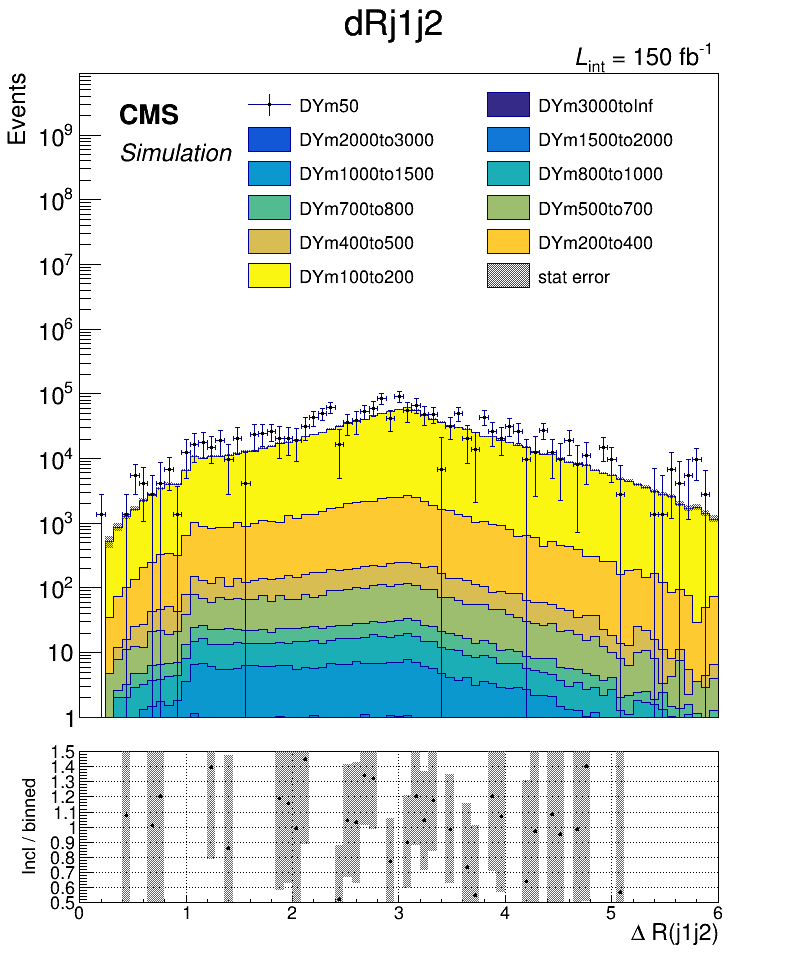 dRj1j2
Lint = 150 fb-1
Events
CMS
Simulation
DYm50
DYm3000toInf
DYm2000to3000
DYm1500to2000
DYm1000to1500
DYm800to1000
DYm700to800
DYm500to700
DYm400to500
DYm200to400
DYm100to200
stat error
10^9
10^8
10^7
10^6
10^5
10^4
10^3
10^2
10
1
Incl / binned
1.5
1.4
1.3
1.2
1.1
1
0.9
0.8
0.7
0.6
0.5
0 1 2 3 4 5 6
Δ R(j1j2)